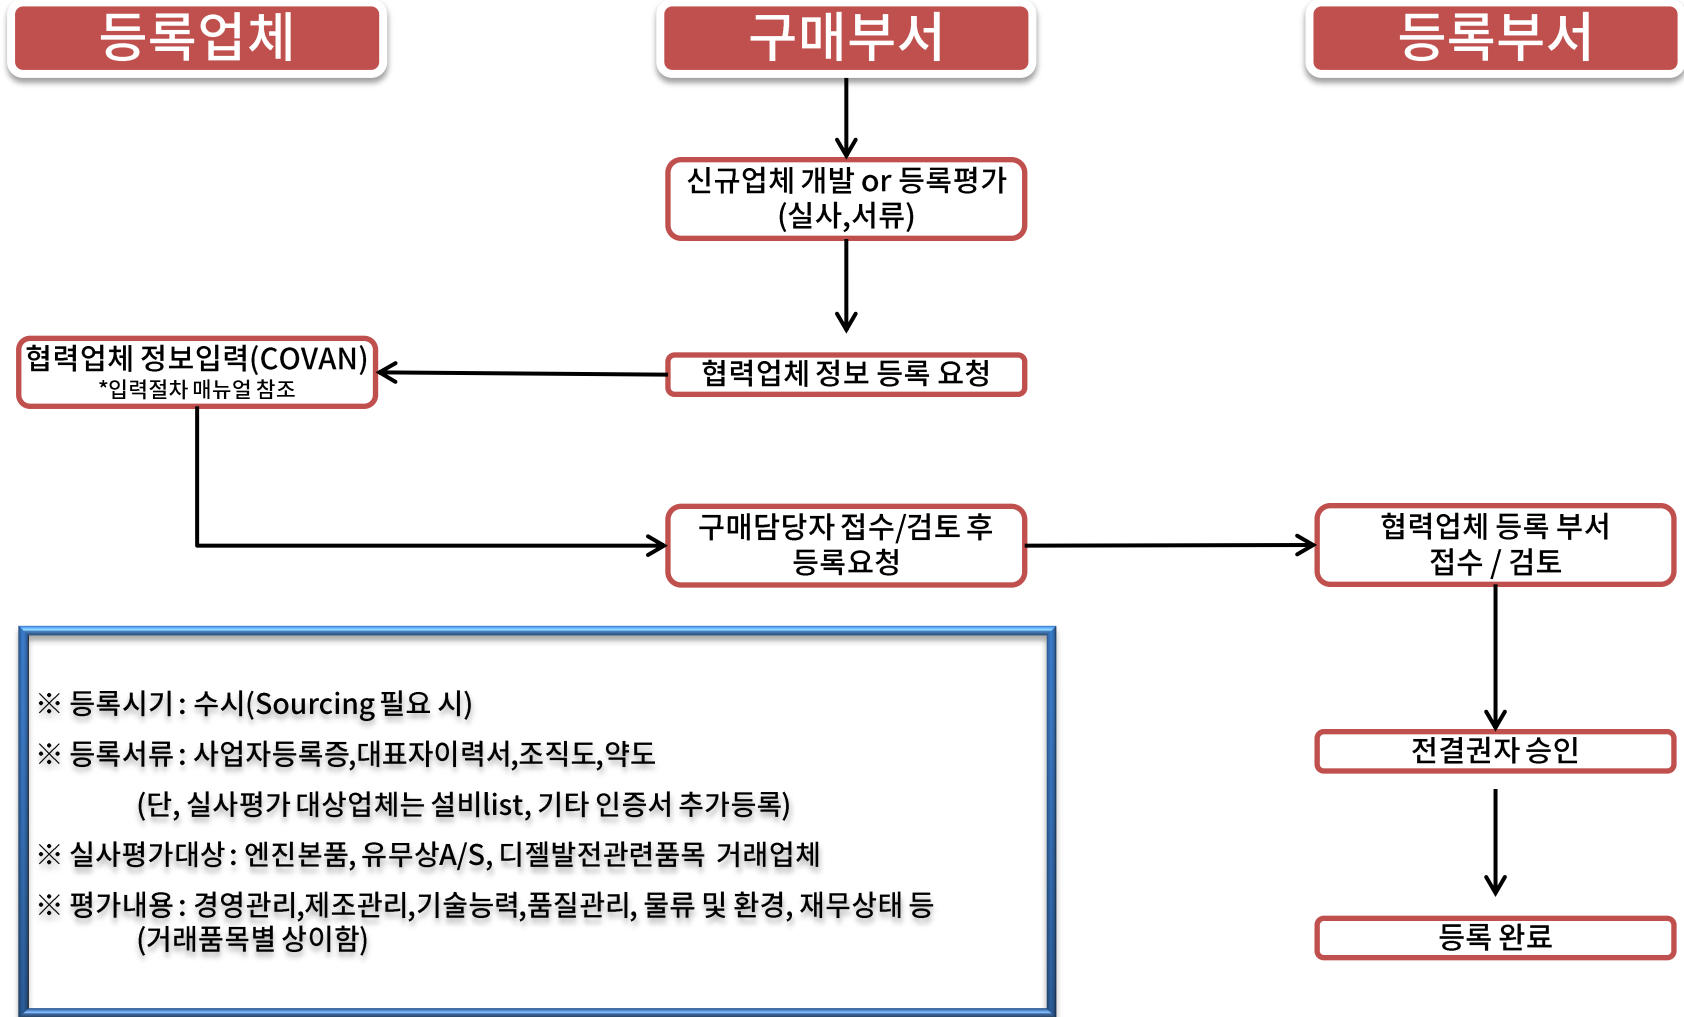 등록업체
구매부서
등록부서
신규업체 개발 or 등록평가
(실사,서류)
협력업체 정보입력(COVAN)
*입력절차 매뉴얼 참조
협력업체 정보 등록 요청
구매담당자 접수/검토 후
등록요청
협력업체 등록 부서
접수 / 검토
전결권자 승인
등록 완료
※ 등록시기 : 수시(Sourcing 필요 시)
※ 등록서류 : 사업자등록증,대표자이력서,조직도,약도
(단, 실사평가 대상업체는 설비list, 기타 인증서 추가등록)
※ 실사평가대상 : 엔진본품, 유무상A/S, 디젤발전관련품목 거래업체
※ 평가내용 : 경영관리,제조관리,기술능력,품질관리, 물류 및 환경, 재무상태 등
(거래품목별 상이함)